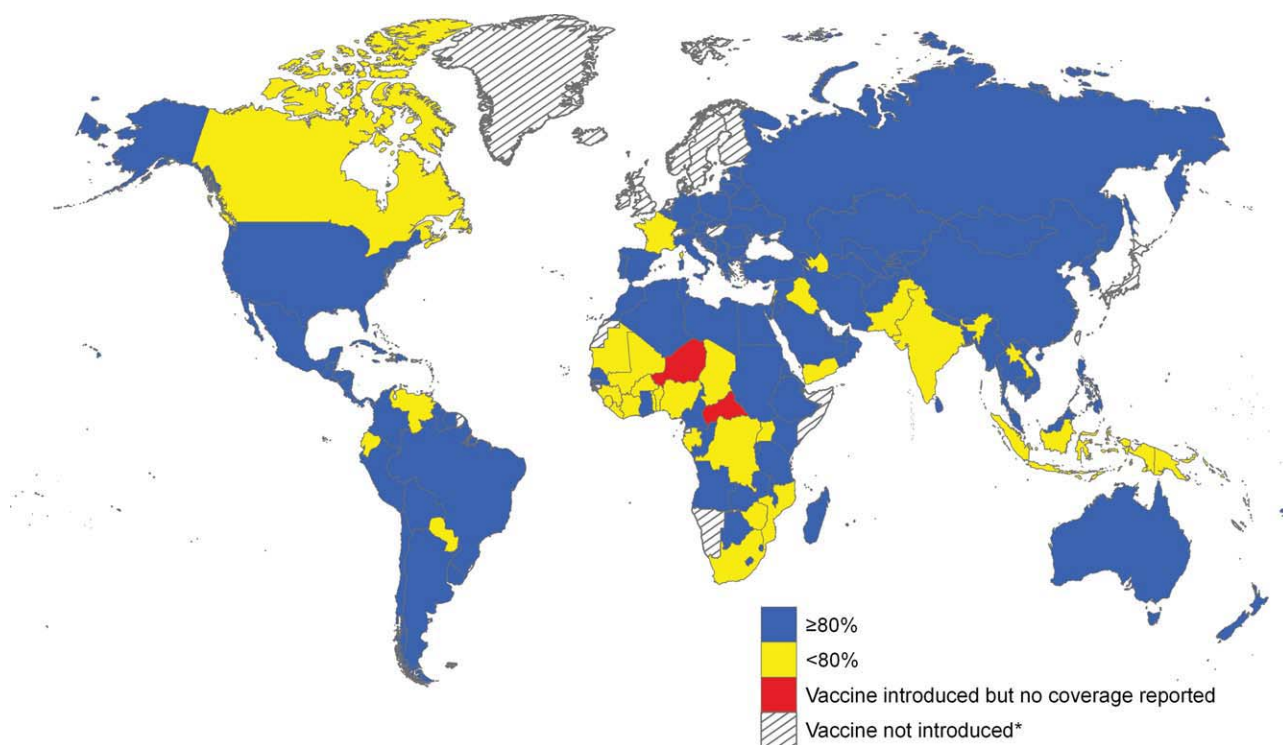 ≥80%
<80%
Vaccine introduced but no coverage reported
Vaccine not introduced*